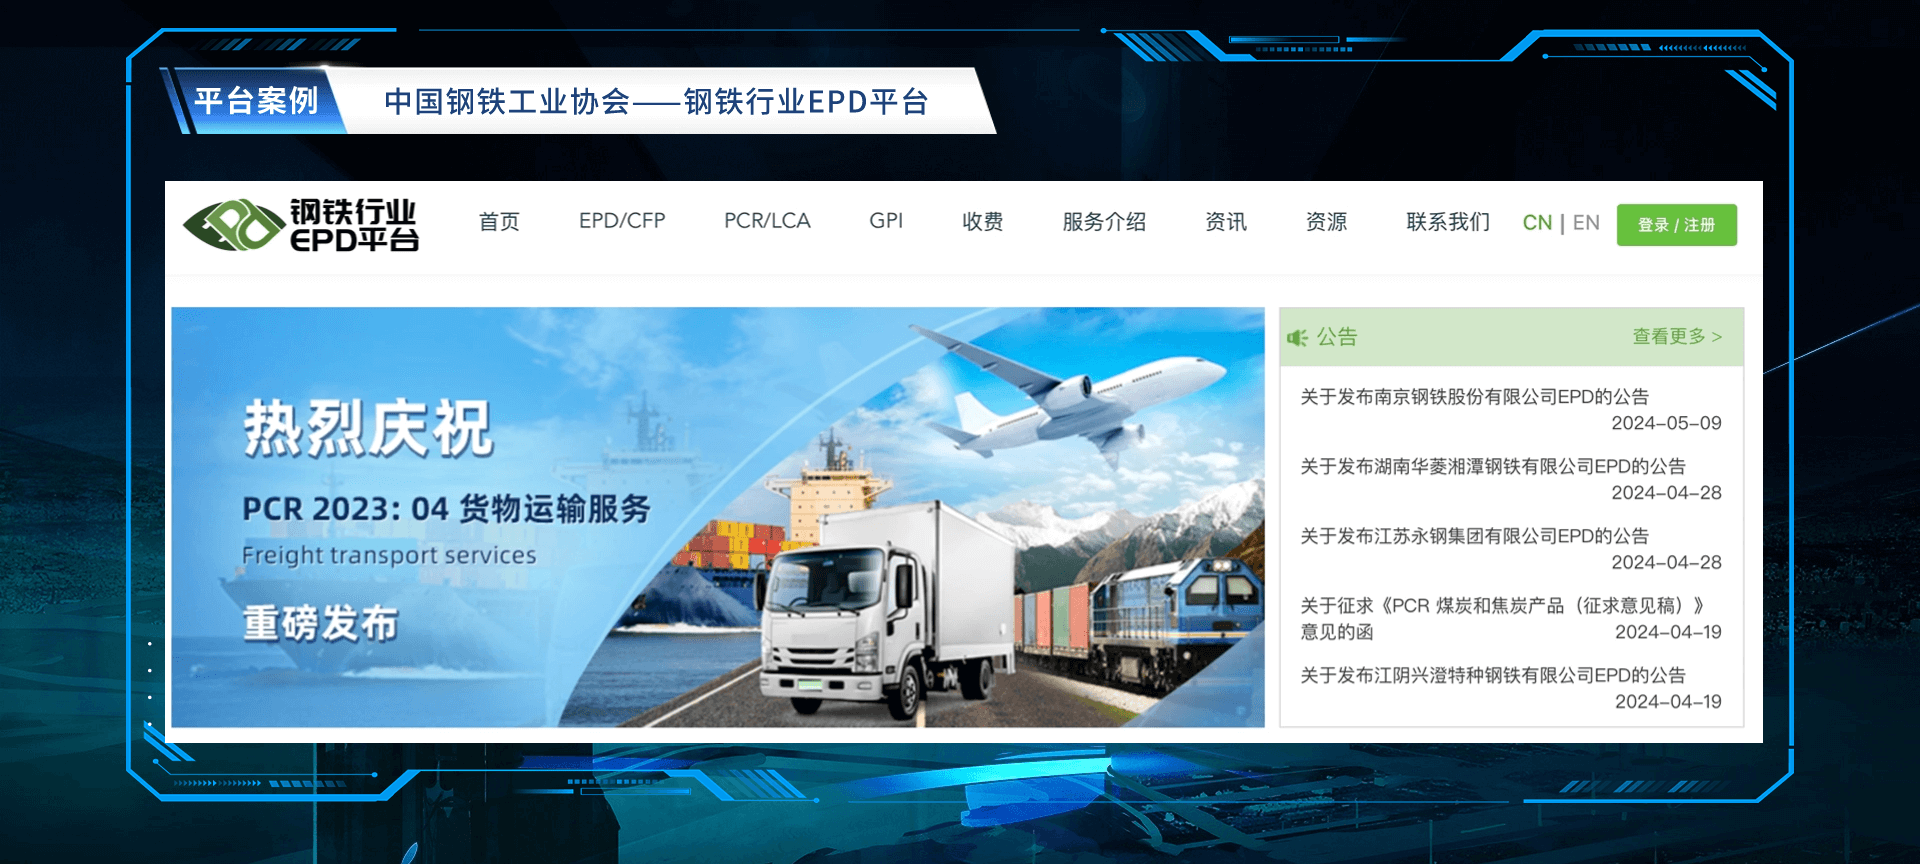 平台案例
中国钢铁工业协会——钢铁行业EPD平台
钢铁行业
EPD平台
首页 EPD/CFP PCR/LCA GPI 收费 服务介绍 资讯 资源 联系我们 CN | EN 登录 / 注册
热烈庆祝
PCR 2023: 04 货物运输服务
Freight transport services
重磅发布
公告 查看更多 >
关于发布南京钢铁股份有限公司EPD的公告
2024-05-09
关于发布湖南华菱湘潭钢铁有限公司EPD的公告
2024-04-28
关于发布江苏永钢集团有限公司EPD的公告
2024-04-28
关于征求《PCR 煤炭和焦炭产品（征求意见稿）》
意见的函 2024-04-19
关于发布江阴兴澄特种钢铁有限公司EPD的公告
2024-04-19